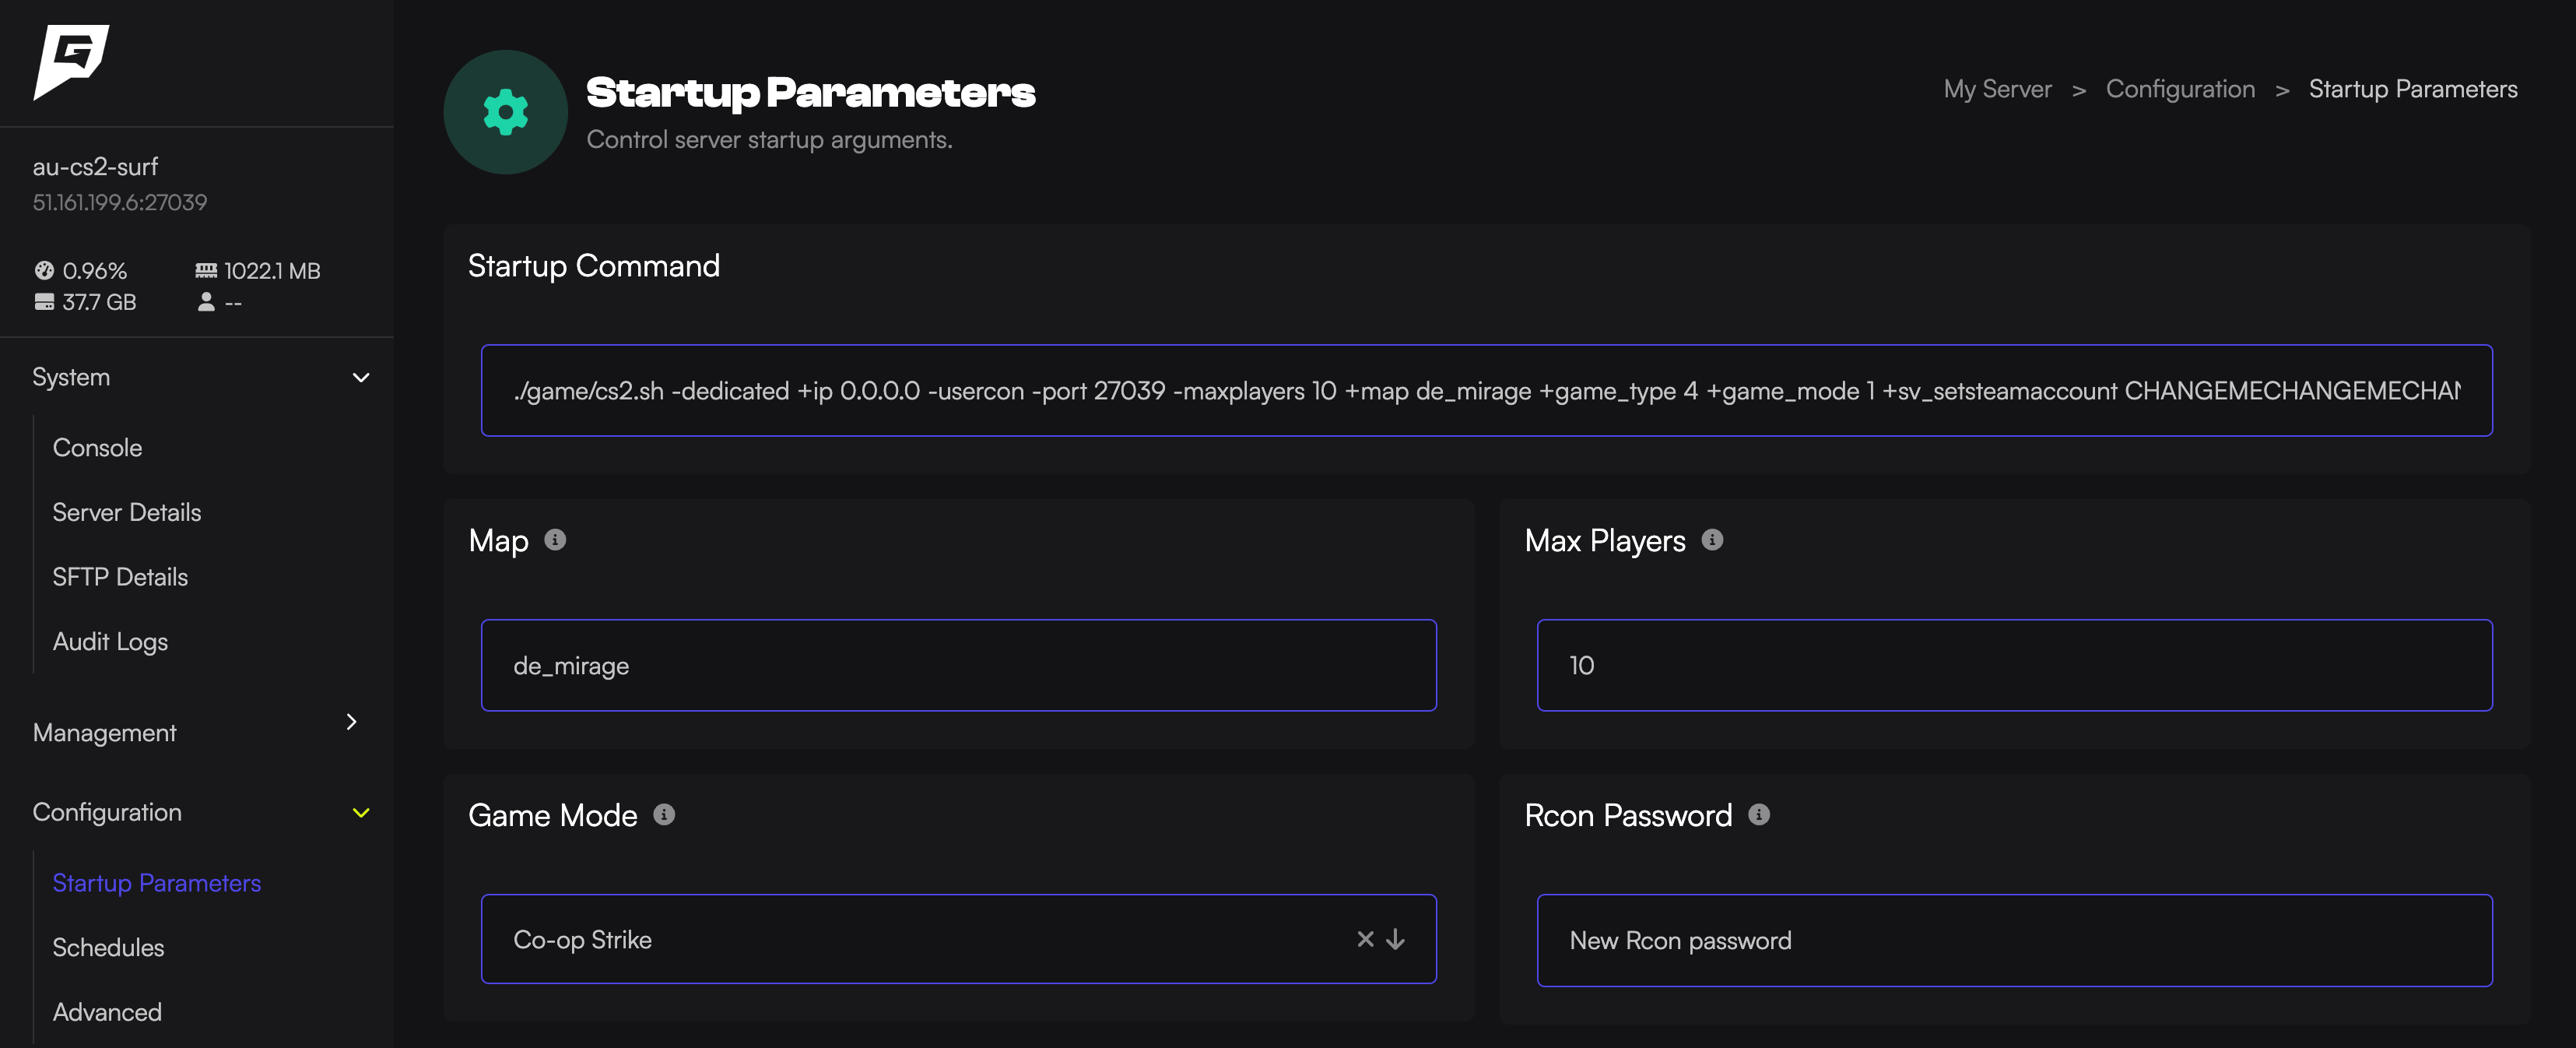 au-cs2-surf
51.161.199.6:27039
0.96%
1022.1 MB
37.7 GB
--
System
Console
Server Details
SFTP Details
Audit Logs
Management
Configuration
Startup Parameters
Schedules
Advanced
Startup Parameters
Control server startup arguments.
My Server > Configuration > Startup Parameters
Startup Command
./game/cs2.sh -dedicated +ip 0.0.0.0 -usercon -port 27039 -maxplayers 10 +map de_mirage +game_type 4 +game_mode 1 +sv_setsteamaccount CHANGEMECHANGEMECHAN
Map
de_mirage
Max Players
10
Game Mode
Co-op Strike
Rcon Password
New Rcon password